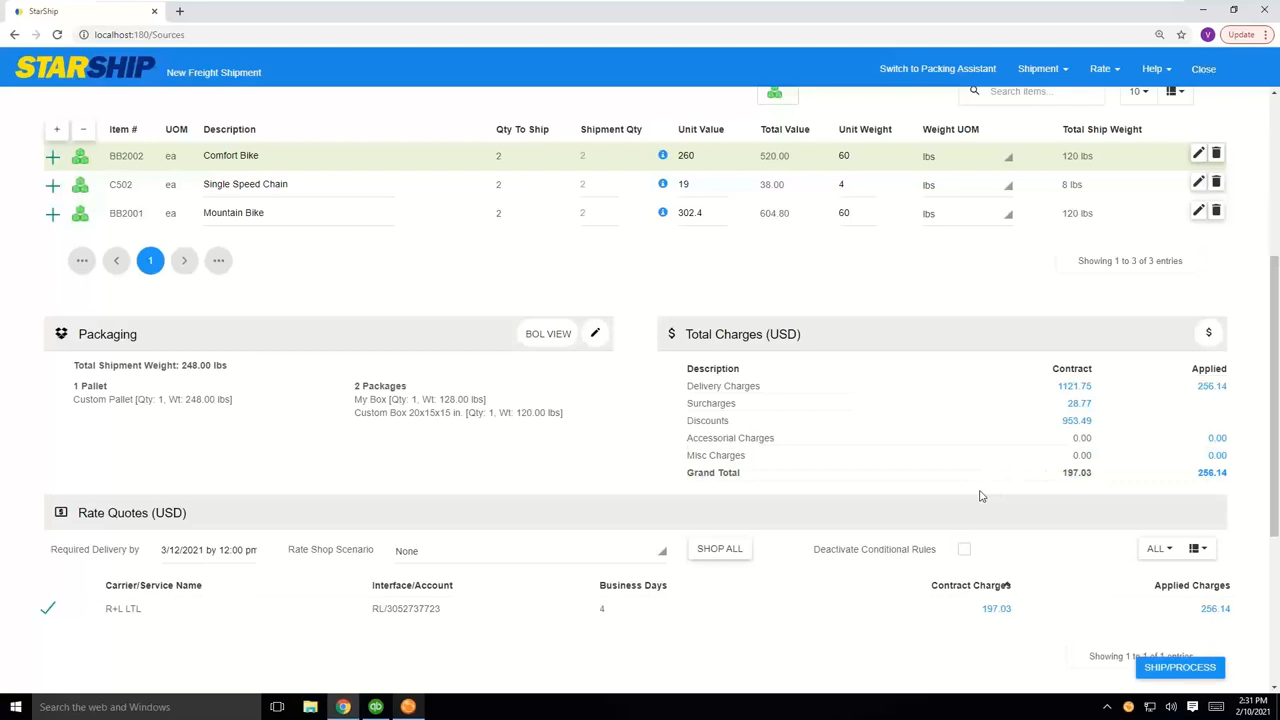 StarShip
localhost:180/Sources
V
Update
STARSHIP New Freight Shipment Switch to Packing Assistant Shipment Rate Help Close
Search Items... 10
+ − Item # UOM Description Qty To Ship Shipment Qty Unit Value Total Value Unit Weight Weight UOM Total Ship Weight
BB2002 ea Comfort Bike 2 2 260 520.00 60 lbs 120 lbs
C502 ea Single Speed Chain 2 2 19 38.00 4 lbs 8 lbs
BB2001 ea Mountain Bike 2 2 302.4 604.80 60 lbs 120 lbs
... < 1 > ... Showing 1 to 3 of 3 entries
Packaging BOL VIEW
Total Shipment Weight: 248.00 lbs
1 Pallet
Custom Pallet [Qty: 1, Wt: 248.00 lbs]
2 Packages
My Box [Qty: 1, Wt: 128.00 lbs]
Custom Box 20x15x15 in. [Qty: 1, Wt: 120.00 lbs]
$ Total Charges (USD) $
Description Contract Applied
Delivery Charges 1121.75 256.14
Surcharges 28.77
Discounts 953.49
Accessorial Charges 0.00 0.00
Misc Charges 0.00 0.00
Grand Total 197.03 256.14
Rate Quotes (USD)
Required Delivery by 3/12/2021 by 12:00 pm Rate Shop Scenario None SHOP ALL Deactivate Conditional Rules ALL
Carrier/Service Name Interface/Account Business Days Contract Charges Applied Charges
R+L LTL RL/3052737723 4 197.03 256.14
Showing 1 to 1 of 1 entries
SHIP/PROCESS
Search the web and Windows
2:31 PM
2/10/2021